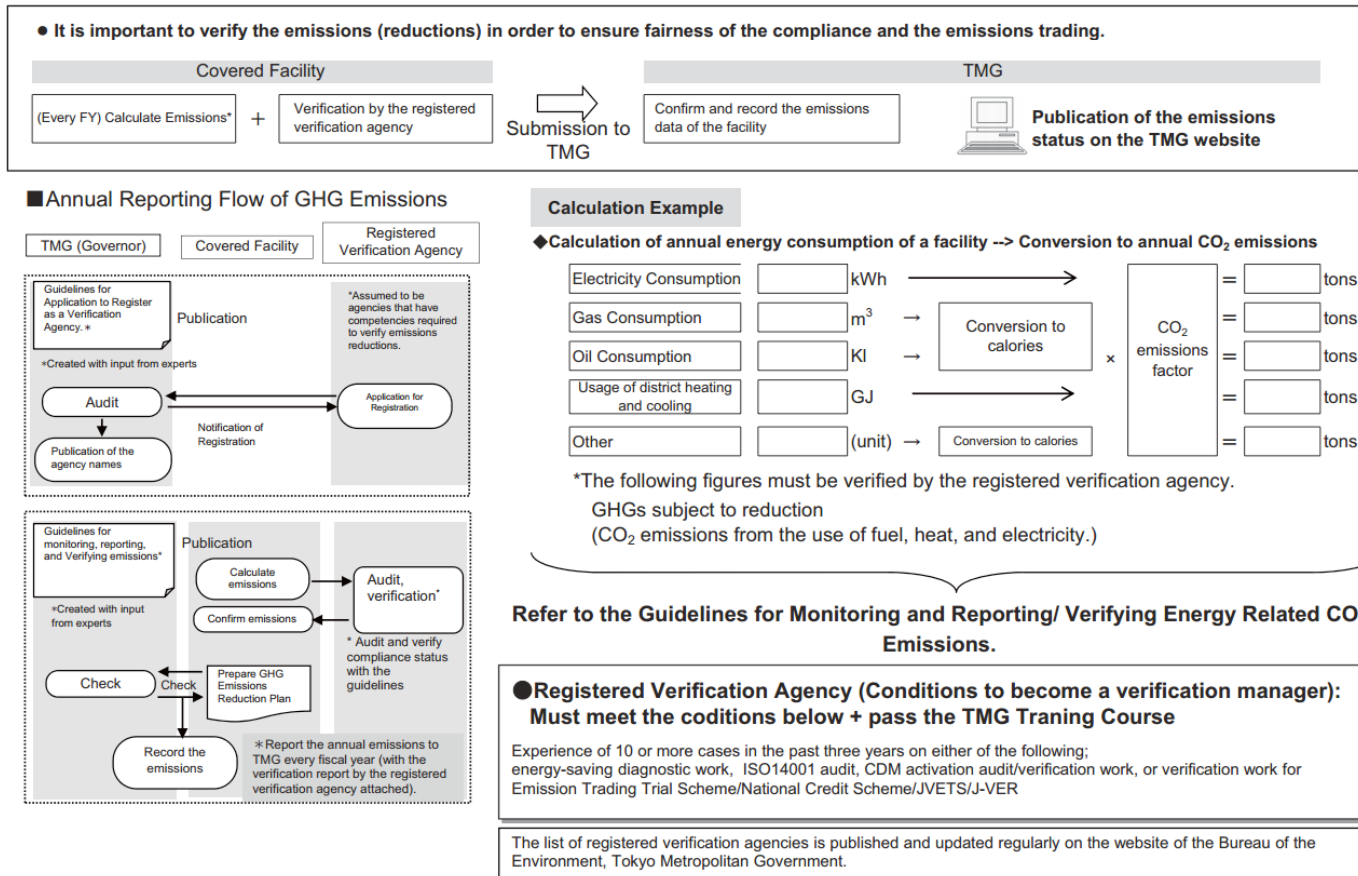 ● It is important to verify the emissions (reductions) in order to ensure fairness of the compliance and the emissions trading.
Covered Facility
TMG
(Every FY) Calculate Emissions*
+
Verification by the registered
verification agency
Submission to
TMG
Confirm and record the emissions
data of the facility
Publication of the emissions
status on the TMG website
■Annual Reporting Flow of GHG Emissions
TMG (Governor)
Covered Facility
Registered
Verification Agency
Guidelines for
Application to Register
as a Verification
Agency.＊
Publication
*Assumed to be
agencies that have
competencies required
to verify emissions
reductions.
*Created with input from experts
Audit
Application for
Registration
Notification of
Registration
Publication of the
agency names
Guidelines for
monitoring, reporting,
and Verifying emissions*
Publication
Calculate
emissions
Audit,
verification*
*Created with input
from experts
Confirm emissions
* Audit and verify
compliance status
with the
guidelines
Check
Check
Prepare GHG
Emissions
Reduction Plan
Record the
emissions
＊Report the annual emissions to
TMG every fiscal year (with the
verification report by the registered
verification agency attached).
Calculation Example
◆Calculation of annual energy consumption of a facility --> Conversion to annual CO₂ emissions
Electricity Consumption
kWh
= tons
Gas Consumption
m³ →
= tons
Conversion to
calories
Oil Consumption
Kl →
= tons
×
CO₂
emissions
factor
Usage of district heating
and cooling
GJ
= tons
Other
(unit) →
Conversion to calories
= tons
*The following figures must be verified by the registered verification agency.
GHGs subject to reduction
(CO₂ emissions from the use of fuel, heat, and electricity.)
Refer to the Guidelines for Monitoring and Reporting/ Verifying Energy Related CO
Emissions.
●Registered Verification Agency (Conditions to become a verification manager):
Must meet the coditions below + pass the TMG Traning Course
Experience of 10 or more cases in the past three years on either of the following;
energy-saving diagnostic work, ISO14001 audit, CDM activation audit/verification work, or verification work for
Emission Trading Trial Scheme/National Credit Scheme/JVETS/J-VER
The list of registered verification agencies is published and updated regularly on the website of the Bureau of the
Environment, Tokyo Metropolitan Government.